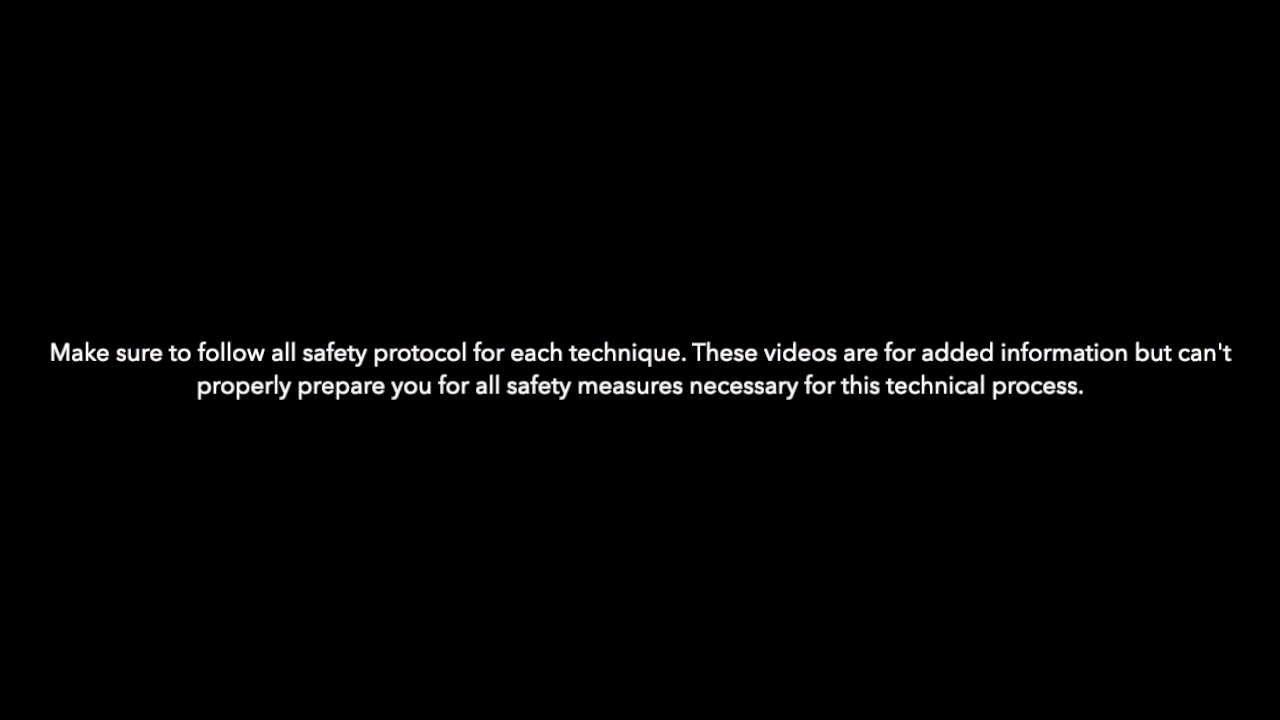 Make sure to follow all safety protocol for each technique. These videos are for added information but can't
properly prepare you for all safety measures necessary for this technical process.